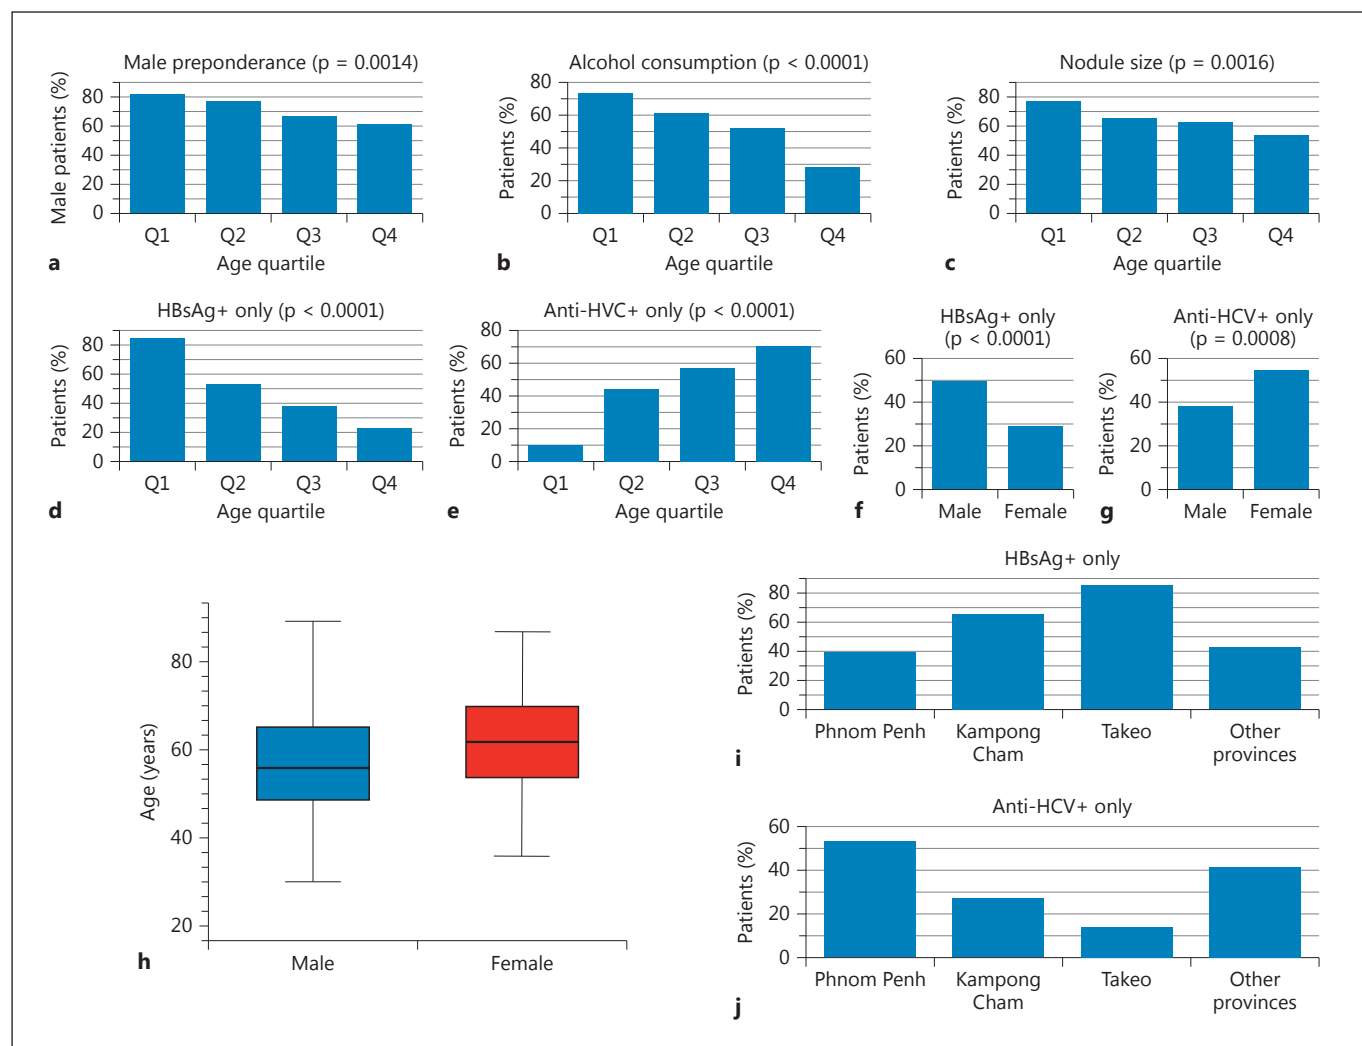 Male preponderance (p = 0.0014)
Male patients (%)
80
60
40
20
0
Q1 Q2 Q3 Q4
a
Age quartile
Alcohol consumption (p < 0.0001)
Patients (%)
80
60
40
20
0
Q1 Q2 Q3 Q4
b
Age quartile
Nodule size (p = 0.0016)
Patients (%)
80
60
40
20
0
Q1 Q2 Q3 Q4
c
Age quartile
HBsAg+ only (p < 0.0001)
Patients (%)
80
60
40
20
0
Q1 Q2 Q3 Q4
d
Age quartile
Anti-HVC+ only (p < 0.0001)
Patients (%)
80
60
40
20
0
Q1 Q2 Q3 Q4
e
Age quartile
HBsAg+ only
(p < 0.0001)
Patients (%)
60
40
20
0
f
Male Female
Anti-HCV+ only
(p = 0.0008)
Patients (%)
60
40
20
0
g
Male Female
Age (years)
80
60
40
20
h
Male Female
HBsAg+ only
Patients (%)
80
60
40
20
0
Phnom Penh Kampong Takeo Other
Cham provinces
i
Anti-HCV+ only
Patients (%)
60
40
20
0
Phnom Penh Kampong Takeo Other
Cham provinces
j